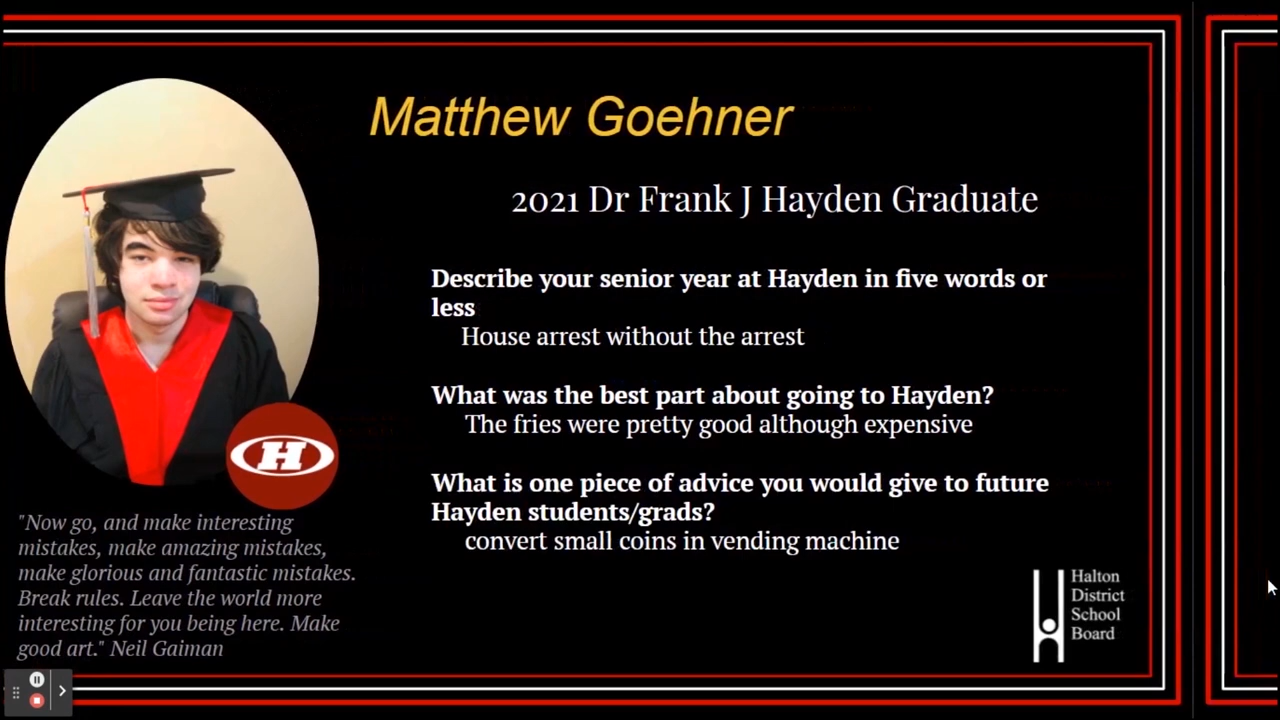 Matthew Goehner
2021 Dr Frank J Hayden Graduate
Describe your senior year at Hayden in five words or
less
House arrest without the arrest
What was the best part about going to Hayden?
The fries were pretty good although expensive
What is one piece of advice you would give to future
Hayden students/grads?
convert small coins in vending machine
H
"Now go, and make interesting
mistakes, make amazing mistakes,
make glorious and fantastic mistakes.
Break rules. Leave the world more
interesting for you being here. Make
good art." Neil Gaiman
Halton
District
School
Board